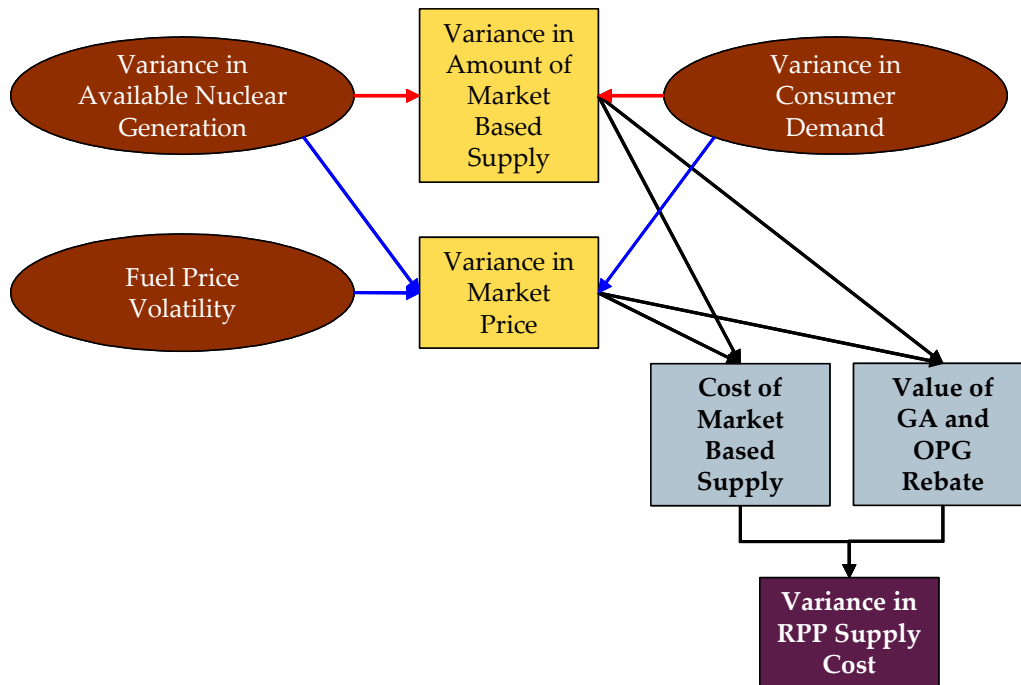 Variance in
Available Nuclear
Generation
Variance in
Amount of
Market
Based
Supply
Variance in
Consumer
Demand
Fuel Price
Volatility
Variance in
Market
Price
Cost of
Market
Based
Supply
Value of
GA and
OPG
Rebate
Variance in
RPP Supply
Cost